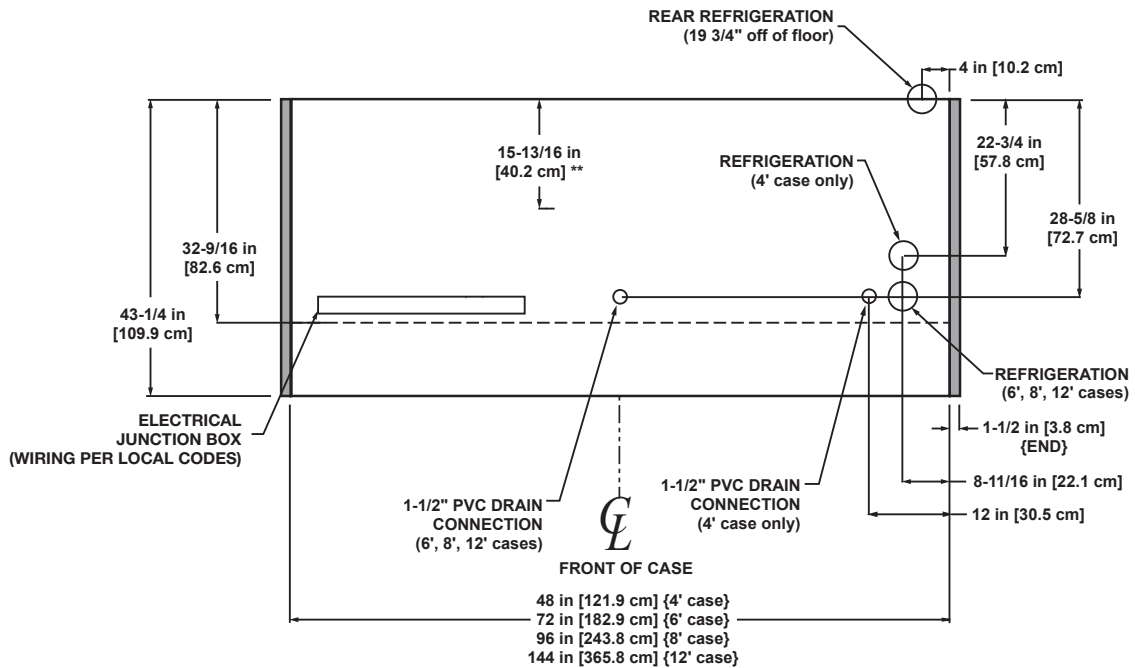 REAR REFRIGERATION
(19 3/4" off of floor)
4 in [10.2 cm]
15-13/16 in
[40.2 cm] **
REFRIGERATION
(4' case only)
22-3/4 in
[57.8 cm]
28-5/8 in
[72.7 cm]
32-9/16 in
[82.6 cm]
43-1/4 in
[109.9 cm]
REFRIGERATION
(6', 8', 12' cases)
ELECTRICAL
JUNCTION BOX
(WIRING PER LOCAL CODES)
1-1/2 in [3.8 cm]
{END}
8-11/16 in [22.1 cm]
1-1/2" PVC DRAIN
CONNECTION
(6', 8', 12' cases)
1-1/2" PVC DRAIN
CONNECTION
(4' case only)
12 in [30.5 cm]
CL
FRONT OF CASE
48 in [121.9 cm] {4' case}
72 in [182.9 cm] {6' case}
96 in [243.8 cm] {8' case}
144 in [365.8 cm] {12' case}